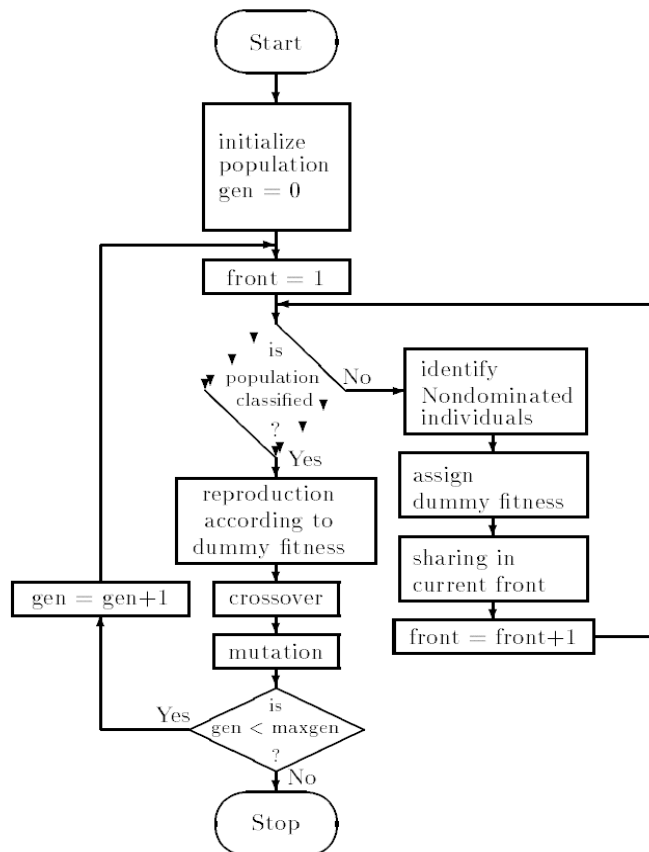 Start
initialize
population
gen = 0
front = 1
is
population
classified
?
No
Yes
identify
Nondominated
individuals
assign
dummy fitness
sharing in
current front
front = front+1
reproduction
according to
dummy fitness
crossover
mutation
is
gen < maxgen
?
Yes
gen = gen+1
No
Stop